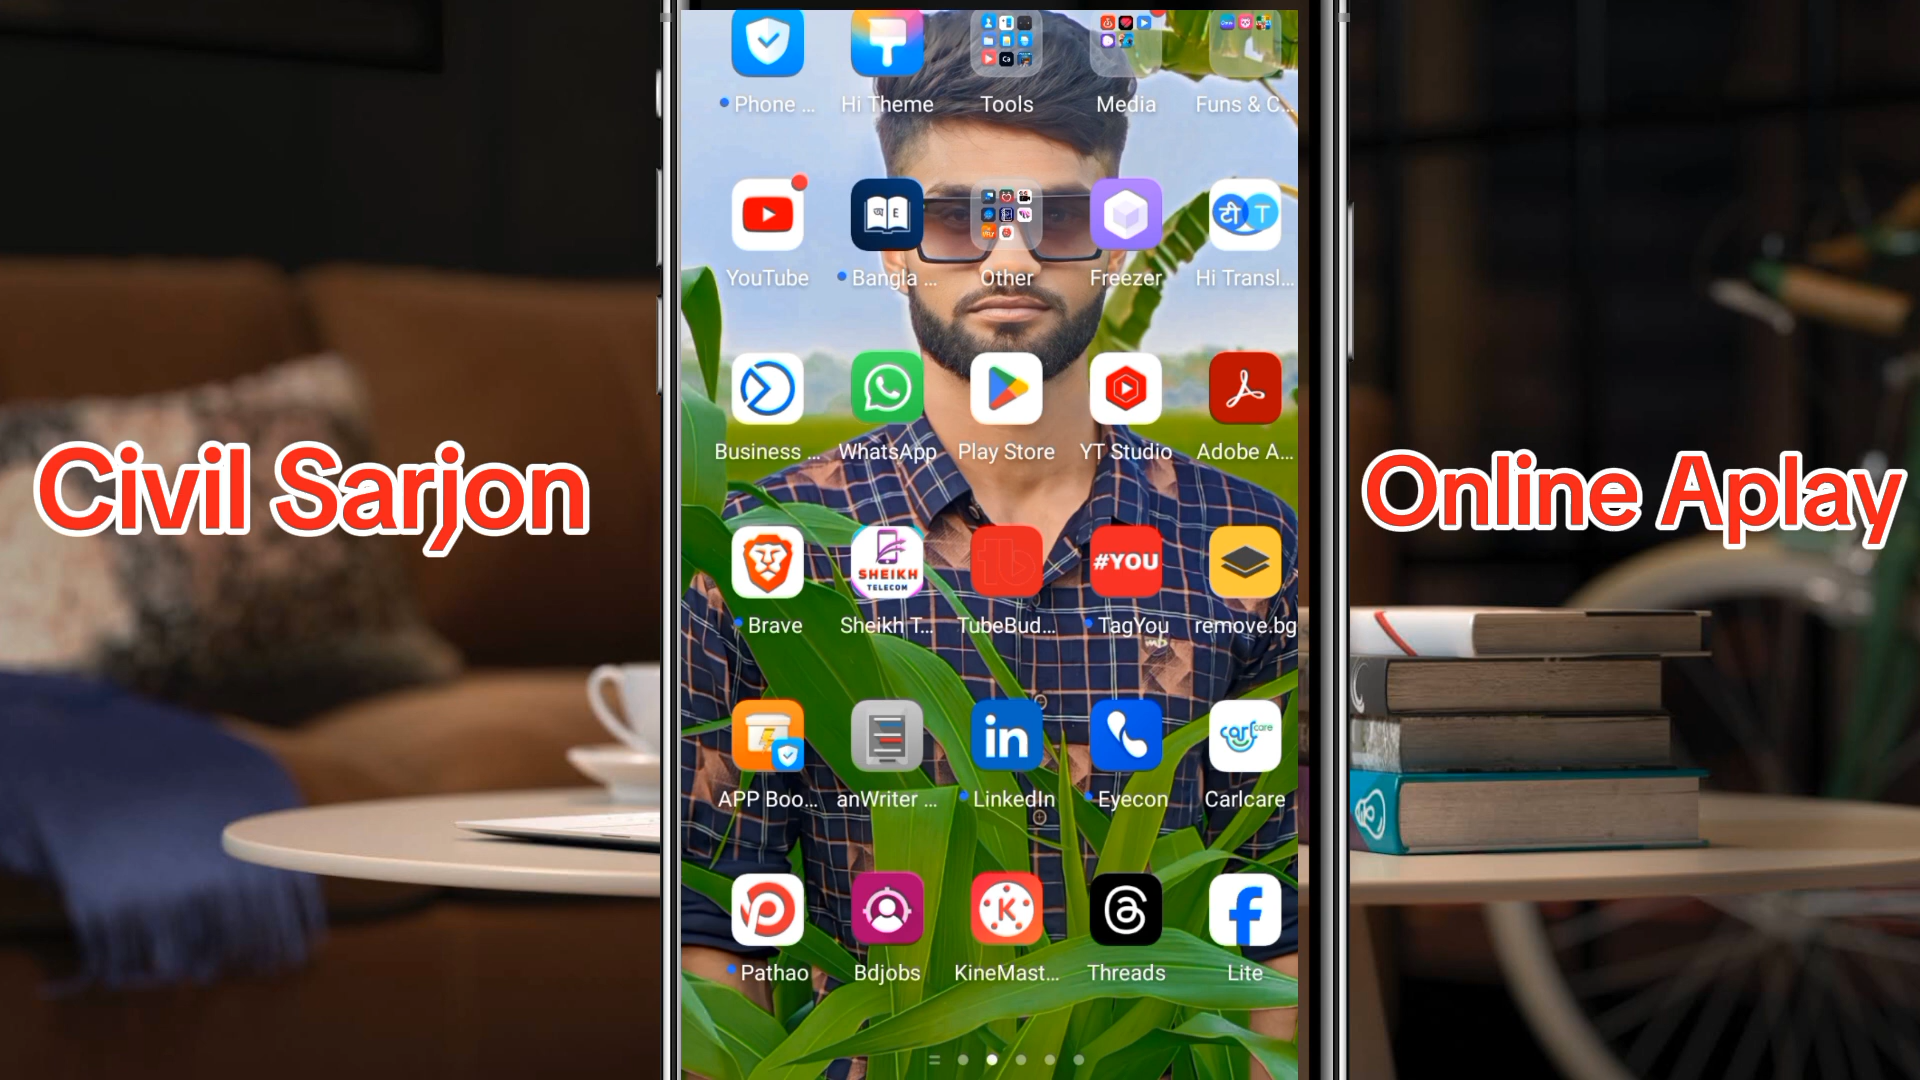 Phone ...
Hi Theme
Tools
Media
Funs & C...
YouTube
Bangla ...
Other
Freezer
Hi Transl...
टी T
অ E
Business ...
WhatsApp
Play Store
YT Studio
Adobe A...
Civil Sarjon
Online Aplay
SHEIKH
TELECOM
#YOU
Brave
Sheikh T...
TubeBud...
TagYou
remove.bg
in
carlcare
APP Boo...
anWriter ...
LinkedIn
Eyecon
Carlcare
K
Pathao
Bdjobs
KineMast...
Threads
Lite